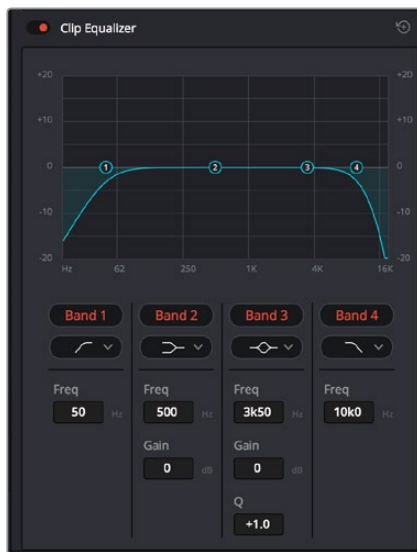 Clip Equalizer
+20 +20
+10 +10
0 1 2 3 4 0
-10 -10
-20 -20
Hz 62 250 1K 4K 16K
Band 1 Band 2 Band 3 Band 4
Freq Freq Freq Freq
50 Hz 500 Hz 3k50 Hz 10k0 Hz
Gain Gain
0 dB 0 dB
Q
+1.0